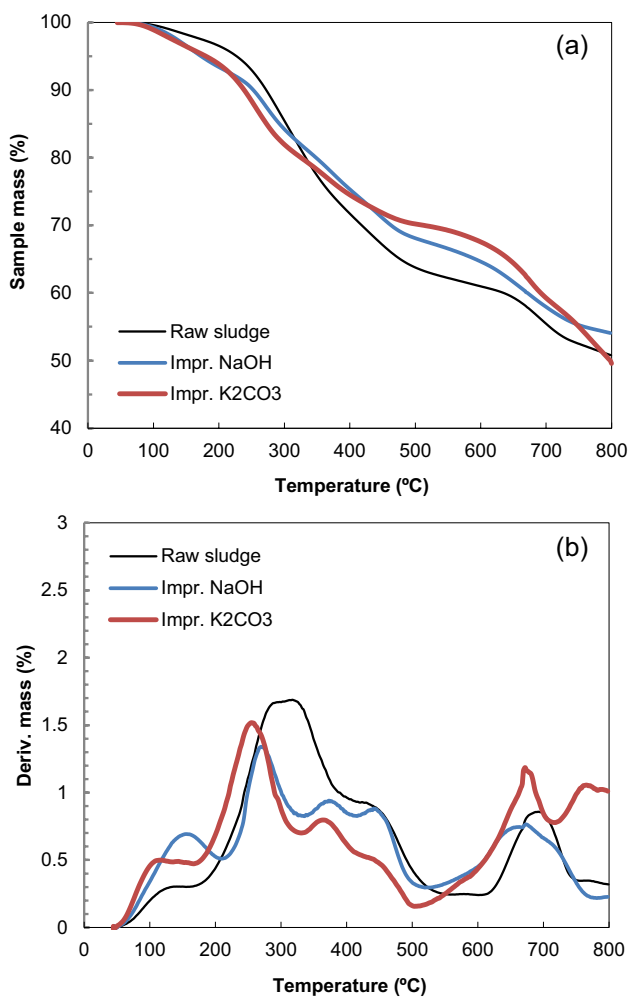 (a)
100
90
80
70
60
50
40
Sample mass (%)
Raw sludge
Impr. NaOH
Impr. K2CO3
0 100 200 300 400 500 600 700 800
Temperature (ºC)
(b)
3
2.5
2
1.5
1
0.5
0
Deriv. mass (%)
Raw sludge
Impr. NaOH
Impr. K2CO3
0 100 200 300 400 500 600 700 800
Temperature (ºC)